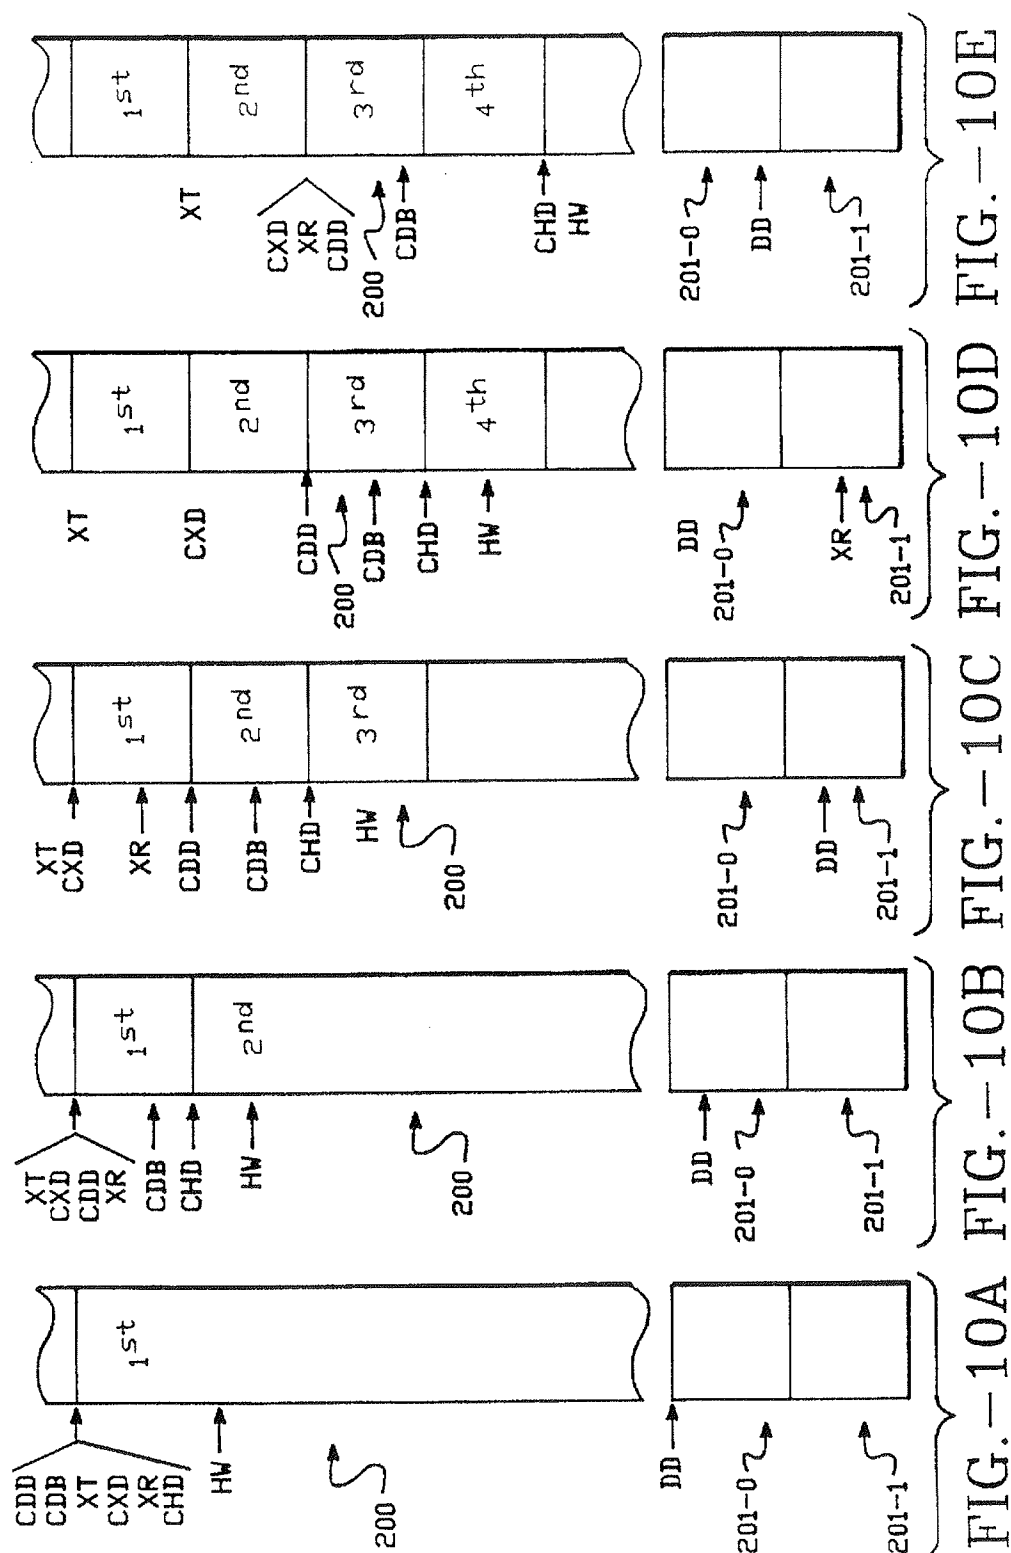 CDD
CDB
XT
CXD
XR
CHD
HW
200
1st
DD
201-0
201-1
FIG.—10A
XT
CXD
CDD
XR
CDB
CHD
HW
200
1st
2nd
DD
201-0
201-1
FIG.—10B
XT
CXD
XR
CDD
CDB
CHD
HW
200
1st
2nd
3rd
201-0
DD
201-1
FIG.—10C
XT
CXD
CDD
200
CDB
CHD
HW
1st
2nd
3rd
4th
DD
201-0
XR
201-1
FIG.—10D
XT
CXD
XR
CDD
200
CDB
CHD
HW
1st
2nd
3rd
4th
201-0
DD
201-1
FIG.—10E